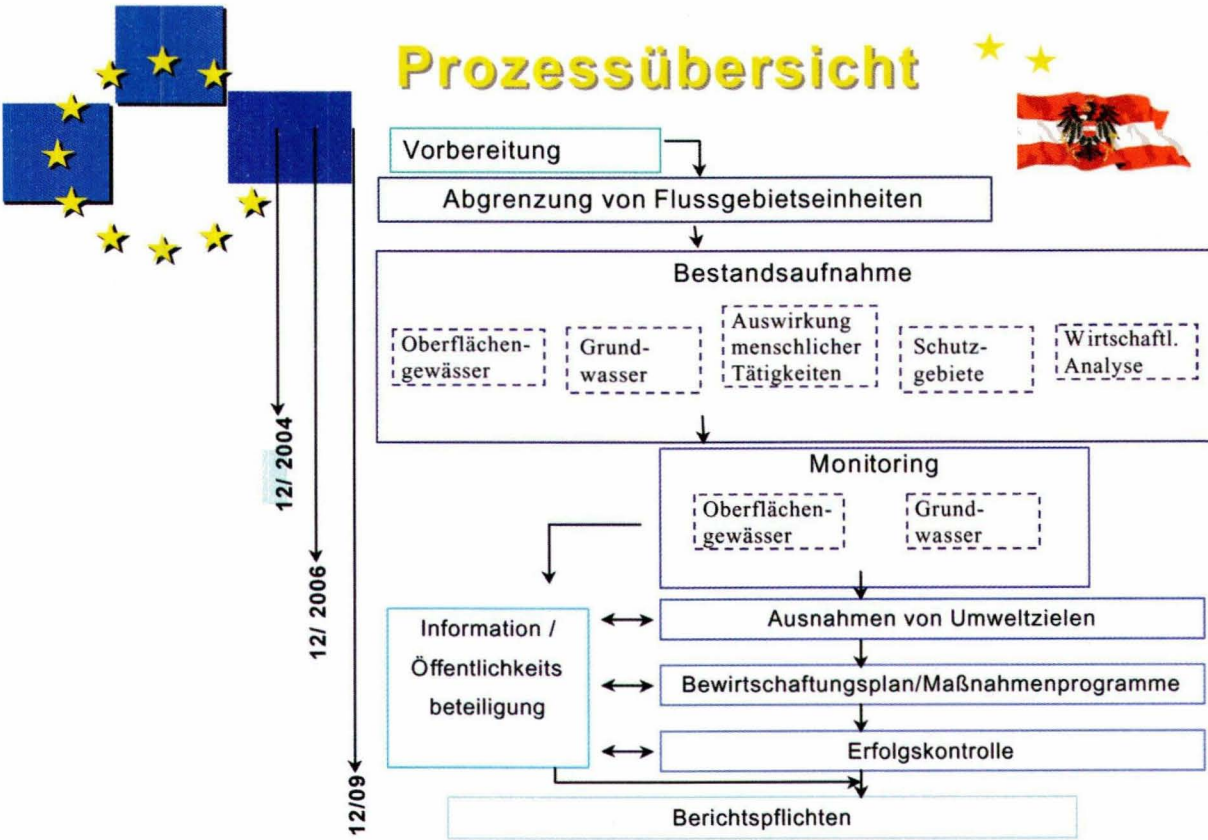 Prozessübersicht
Vorbereitung
Abgrenzung von Flussgebietseinheiten
Bestandsaufnahme
Oberflächen-
gewässer
Grund-
wasser
Auswirkung
menschlicher
Tätigkeiten
Schutz-
gebiete
Wirtschaftl.
Analyse
12/ 2004
12/ 2006
12/09
Monitoring
Oberflächen-
gewässer
Grund-
wasser
Information /
Öffentlichkeits
beteiligung
Ausnahmen von Umweltzielen
Bewirtschaftungsplan/Maßnahmenprogramme
Erfolgskontrolle
Berichtspflichten